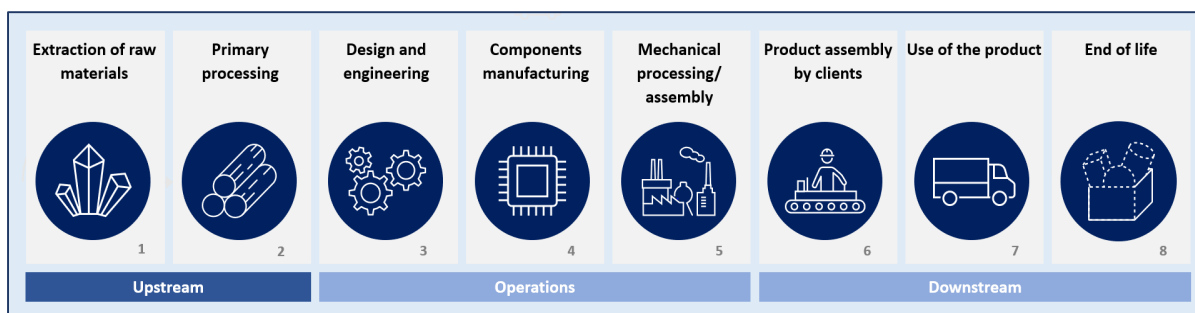 Extraction of raw
materials
Primary
processing
Design and
engineering
Components
manufacturing
Mechanical
processing/
assembly
Product assembly
by clients
Use of the product
End of life
1
2
3
4
5
6
7
8
Upstream
Operations
Downstream